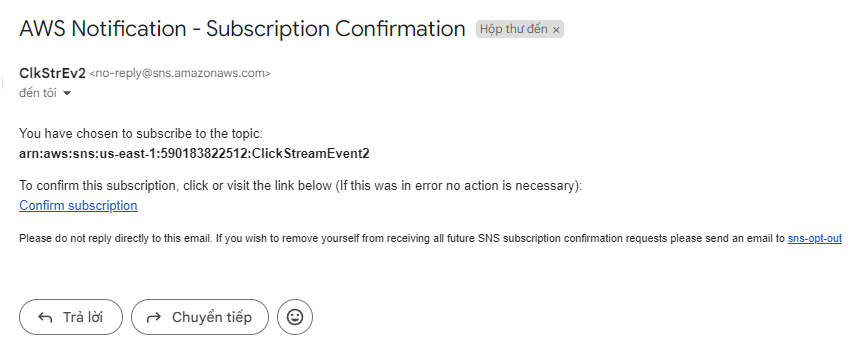 AWS Notification - Subscription Confirmation Hộp thư đến ×
ClkStrEv2 <no-reply@sns.amazonaws.com>
đến tôi
You have chosen to subscribe to the topic:
arn:aws:sns:us-east-1:590183822512:ClickStreamEvent2
To confirm this subscription, click or visit the link below (If this was in error no action is necessary):
Confirm subscription
Please do not reply directly to this email. If you wish to remove yourself from receiving all future SNS subscription confirmation requests please send an email to sns-opt-out
Trả lời Chuyển tiếp